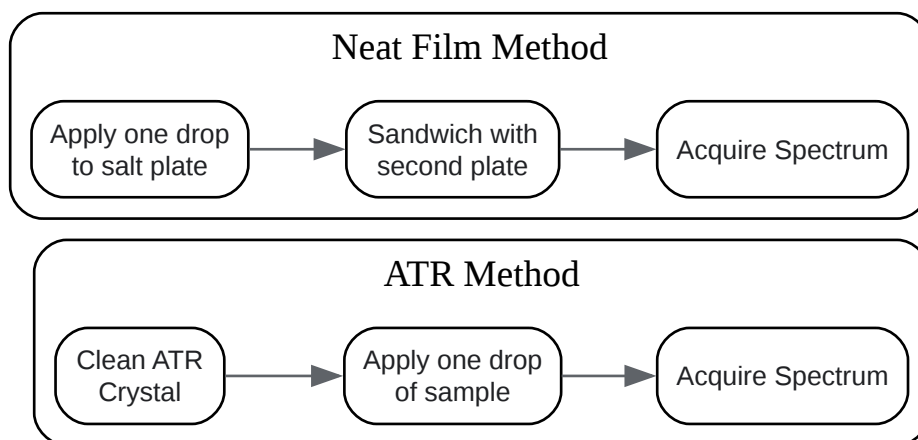 Neat Film Method
Apply one drop
to salt plate
Sandwich with
second plate
Acquire Spectrum
ATR Method
Clean ATR
Crystal
Apply one drop
of sample
Acquire Spectrum